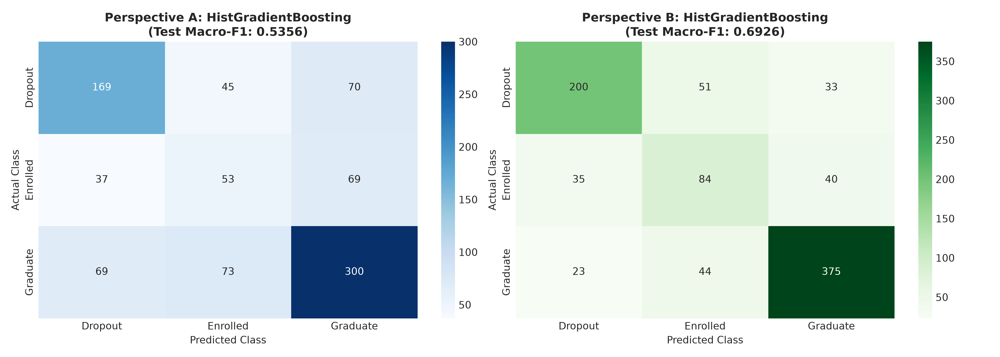 Perspective A: HistGradientBoosting
(Test Macro-F1: 0.5356)
Actual Class
Dropout
Enrolled
Graduate
169 45 70
37 53 69
69 73 300
Dropout Enrolled Graduate
Predicted Class
300
250
200
150
100
50
Perspective B: HistGradientBoosting
(Test Macro-F1: 0.6926)
Actual Class
Dropout
Enrolled
Graduate
200 51 33
35 84 40
23 44 375
Dropout Enrolled Graduate
Predicted Class
350
300
250
200
150
100
50